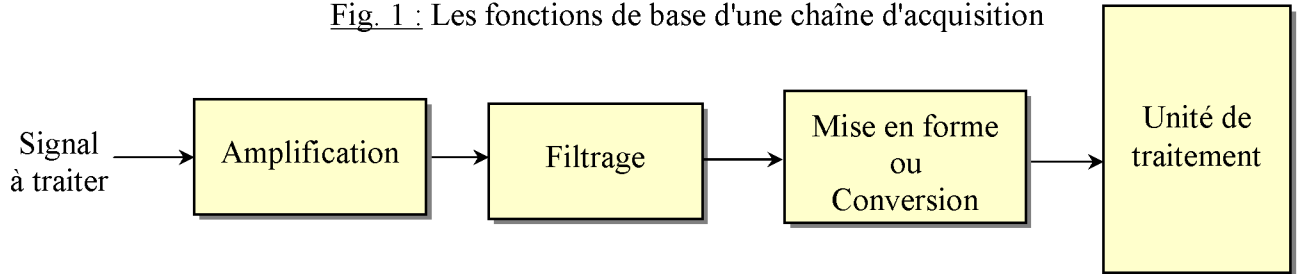 Fig. 1 : Les fonctions de base d'une chaîne d'acquisition
Signal
à traiter
Amplification
Filtrage
Mise en forme
ou
Conversion
Unité de
traitement